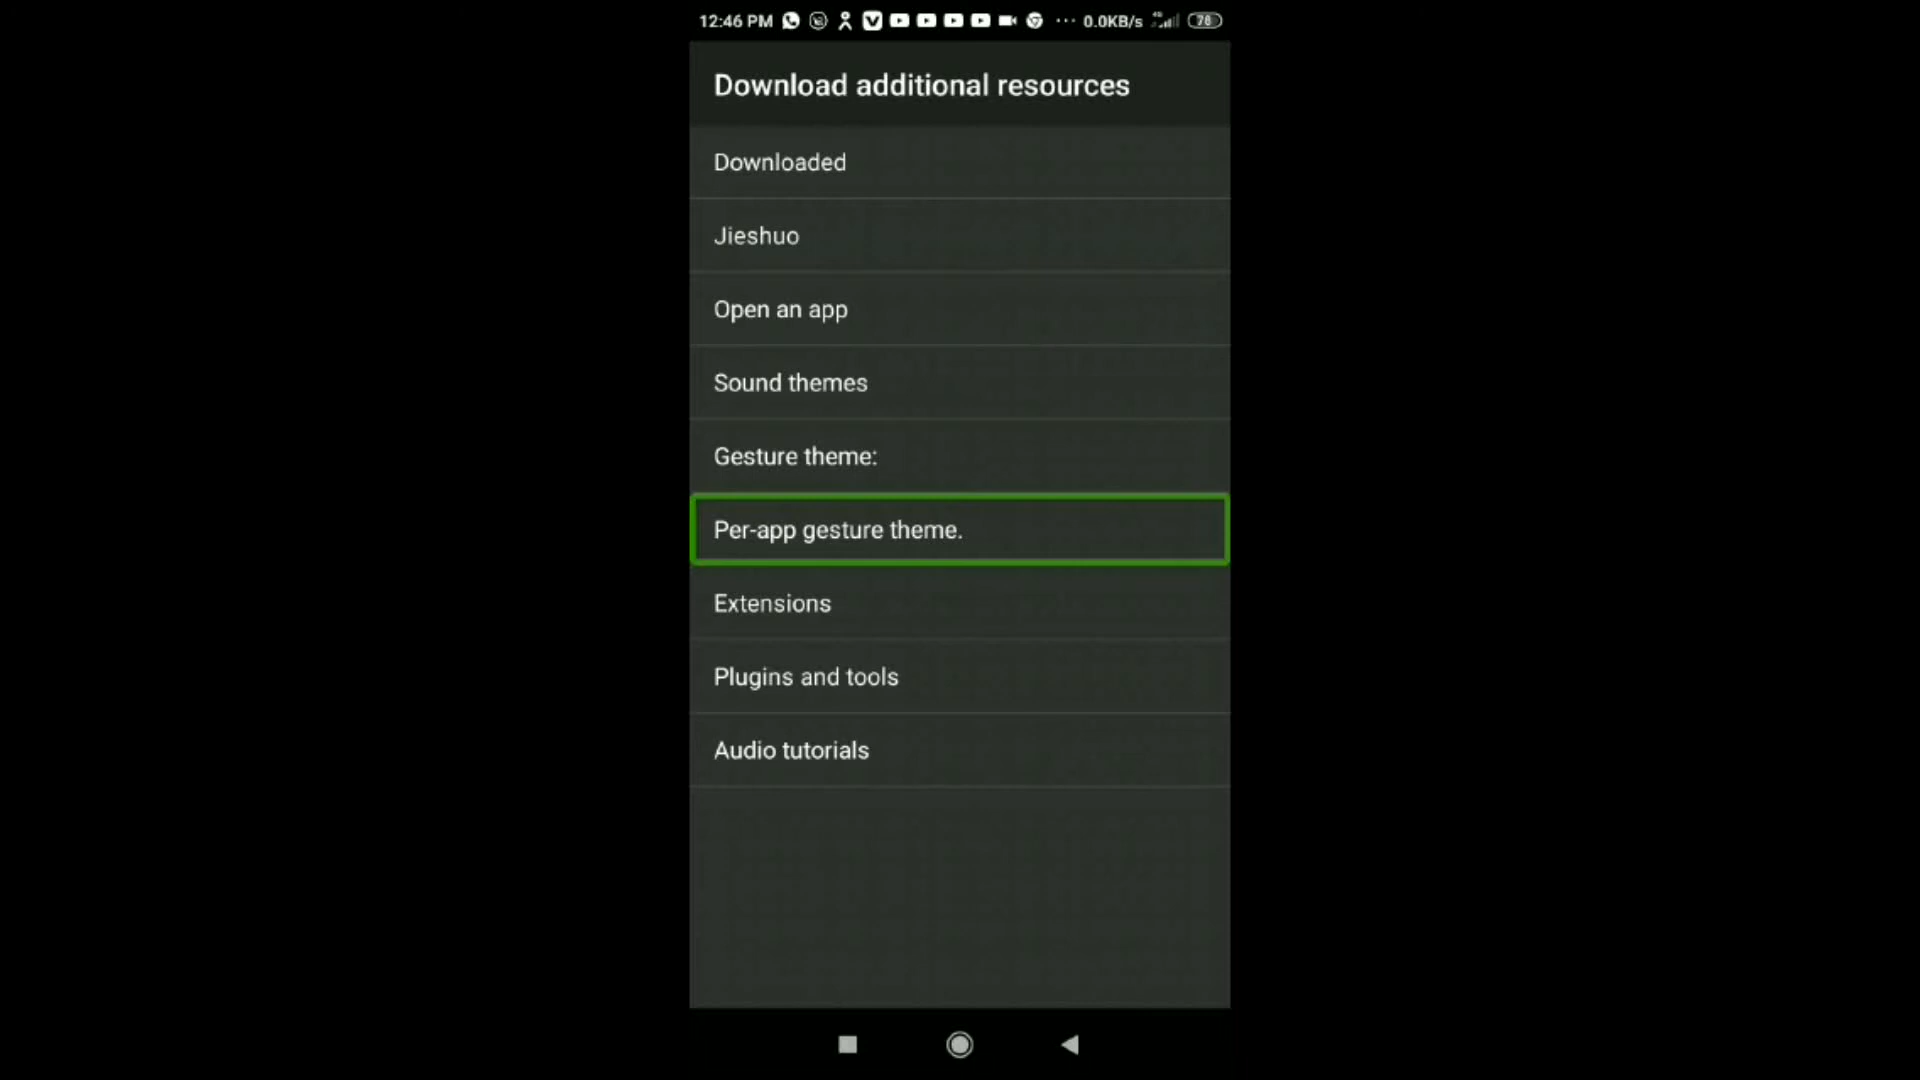 12:46 PM ... 0.0KB/s 4G 78
Download additional resources
Downloaded
Jieshuo
Open an app
Sound themes
Gesture theme:
Per-app gesture theme.
Extensions
Plugins and tools
Audio tutorials